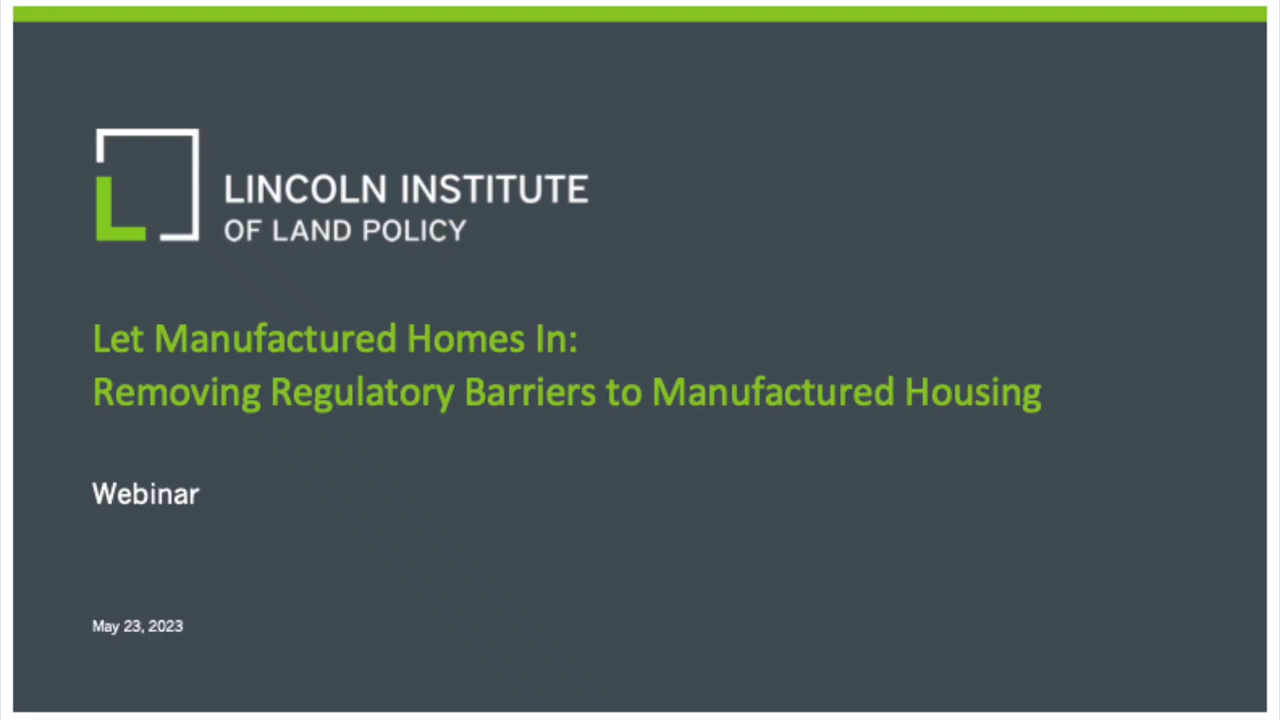 LINCOLN INSTITUTE
OF LAND POLICY
Let Manufactured Homes In:
Removing Regulatory Barriers to Manufactured Housing
Webinar
May 23, 2023